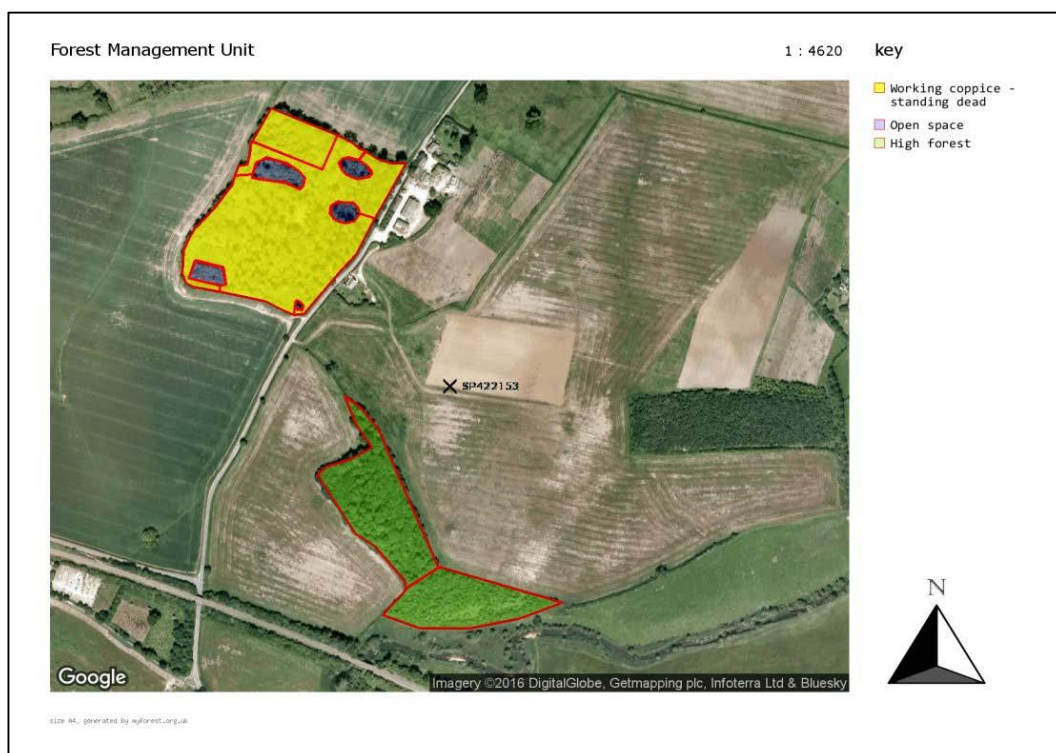 Forest Management Unit
1 : 4620
key
Working coppice -
standing dead
Open space
High forest
SP422153
N
Google
Imagery ©2016 DigitalGlobe, Getmapping plc, Infoterra Ltd & Bluesky
size A4, generated by myforest.org.uk